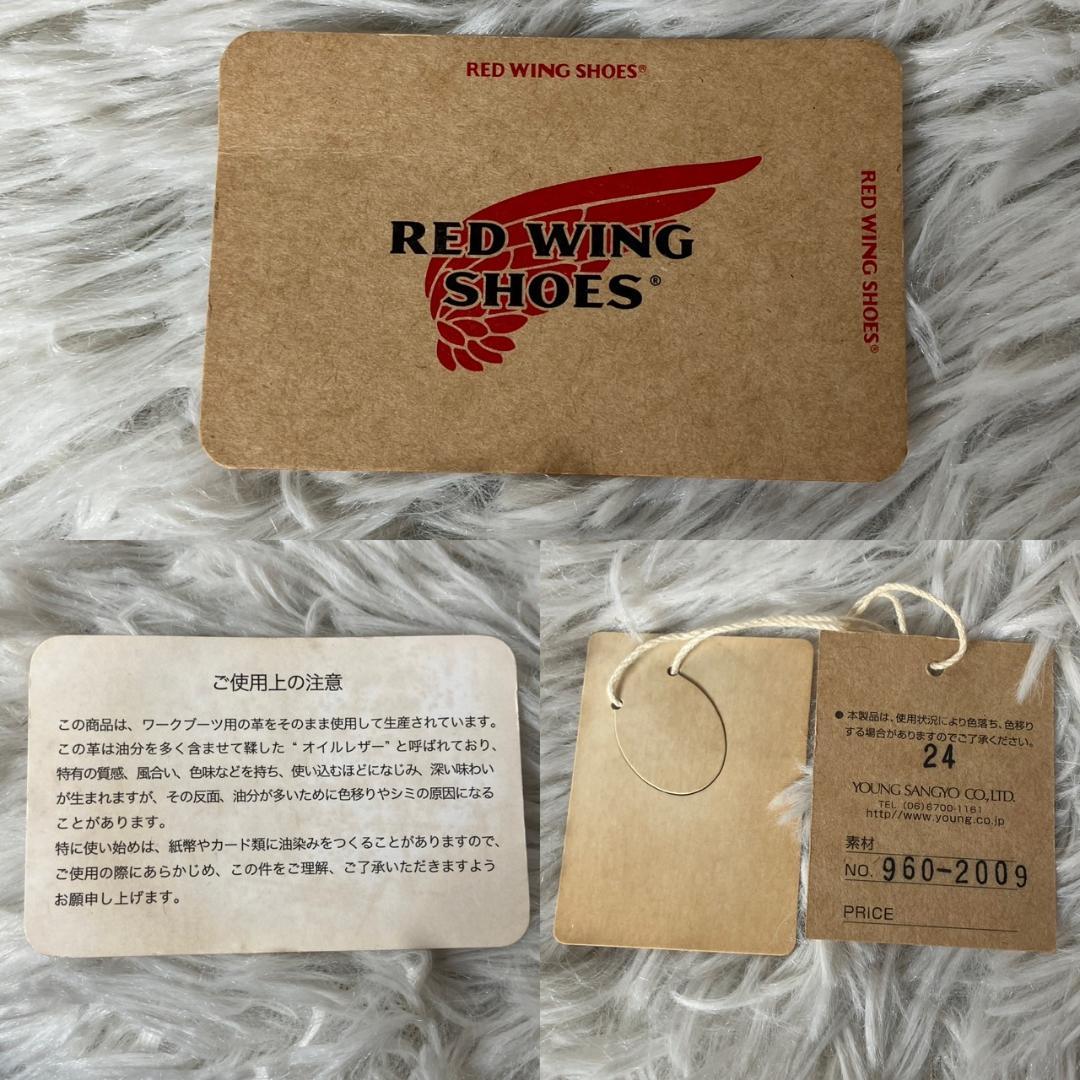 RED WING SHOES®
RED WING
SHOES®
RED WING SHOES®
ご使用上の注意
この商品は、ワークブーツ用の革をそのまま使用して生産されています。
この革は油分を多く含ませて鞣した“オイルレザー”と呼ばれており、
特有の質感、風合い、色味などを持ち、使い込むほどになじみ、深い味わい
が生まれますが、その反面、油分が多いために色移りやシミの原因になる
ことがあります。
特に使い始めは、紙幣やカード類に油染みをつくることがありますので、
ご使用の際にあらかじめ、この件をご理解、ご了承いただきますよう
お願申し上げます。
● 本製品は、使用状況により色落ち、色移り
する場合がありますのでご了承ください。
24
YOUNG SANGYO CO.,LTD.
TEL (06)6700-1161
http//www.young.co.jp
素材
NO. 960-2009
PRICE